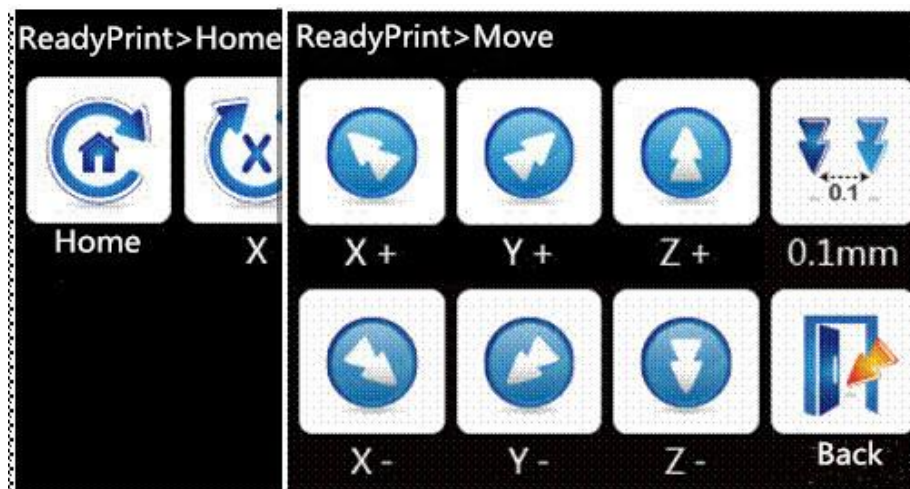 ReadyPrint>Home
Home
X
X
ReadyPrint>Move
0.1
X +
Y +
Z +
0.1mm
X -
Y -
Z -
Back